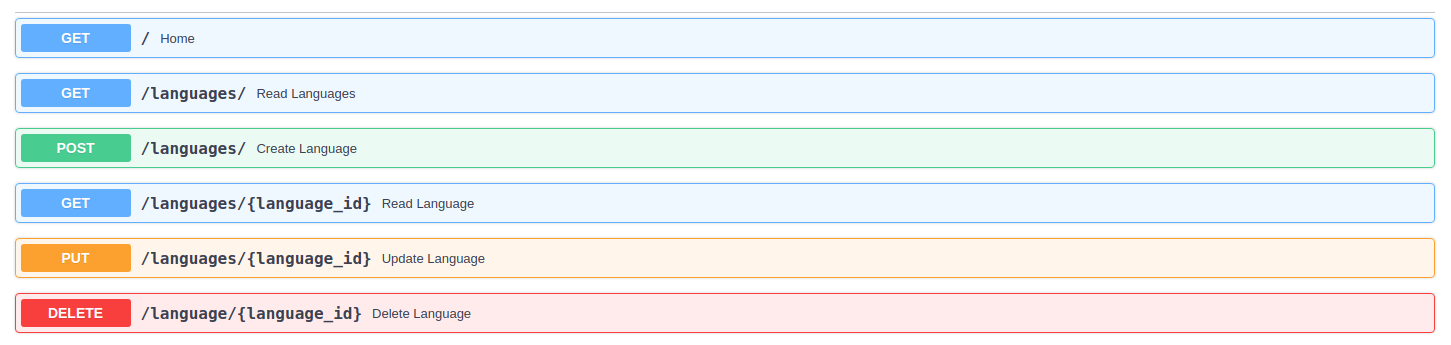 GET / Home
GET /languages/ Read Languages
POST /languages/ Create Language
GET /languages/{language_id} Read Language
PUT /languages/{language_id} Update Language
DELETE /language/{language_id} Delete Language